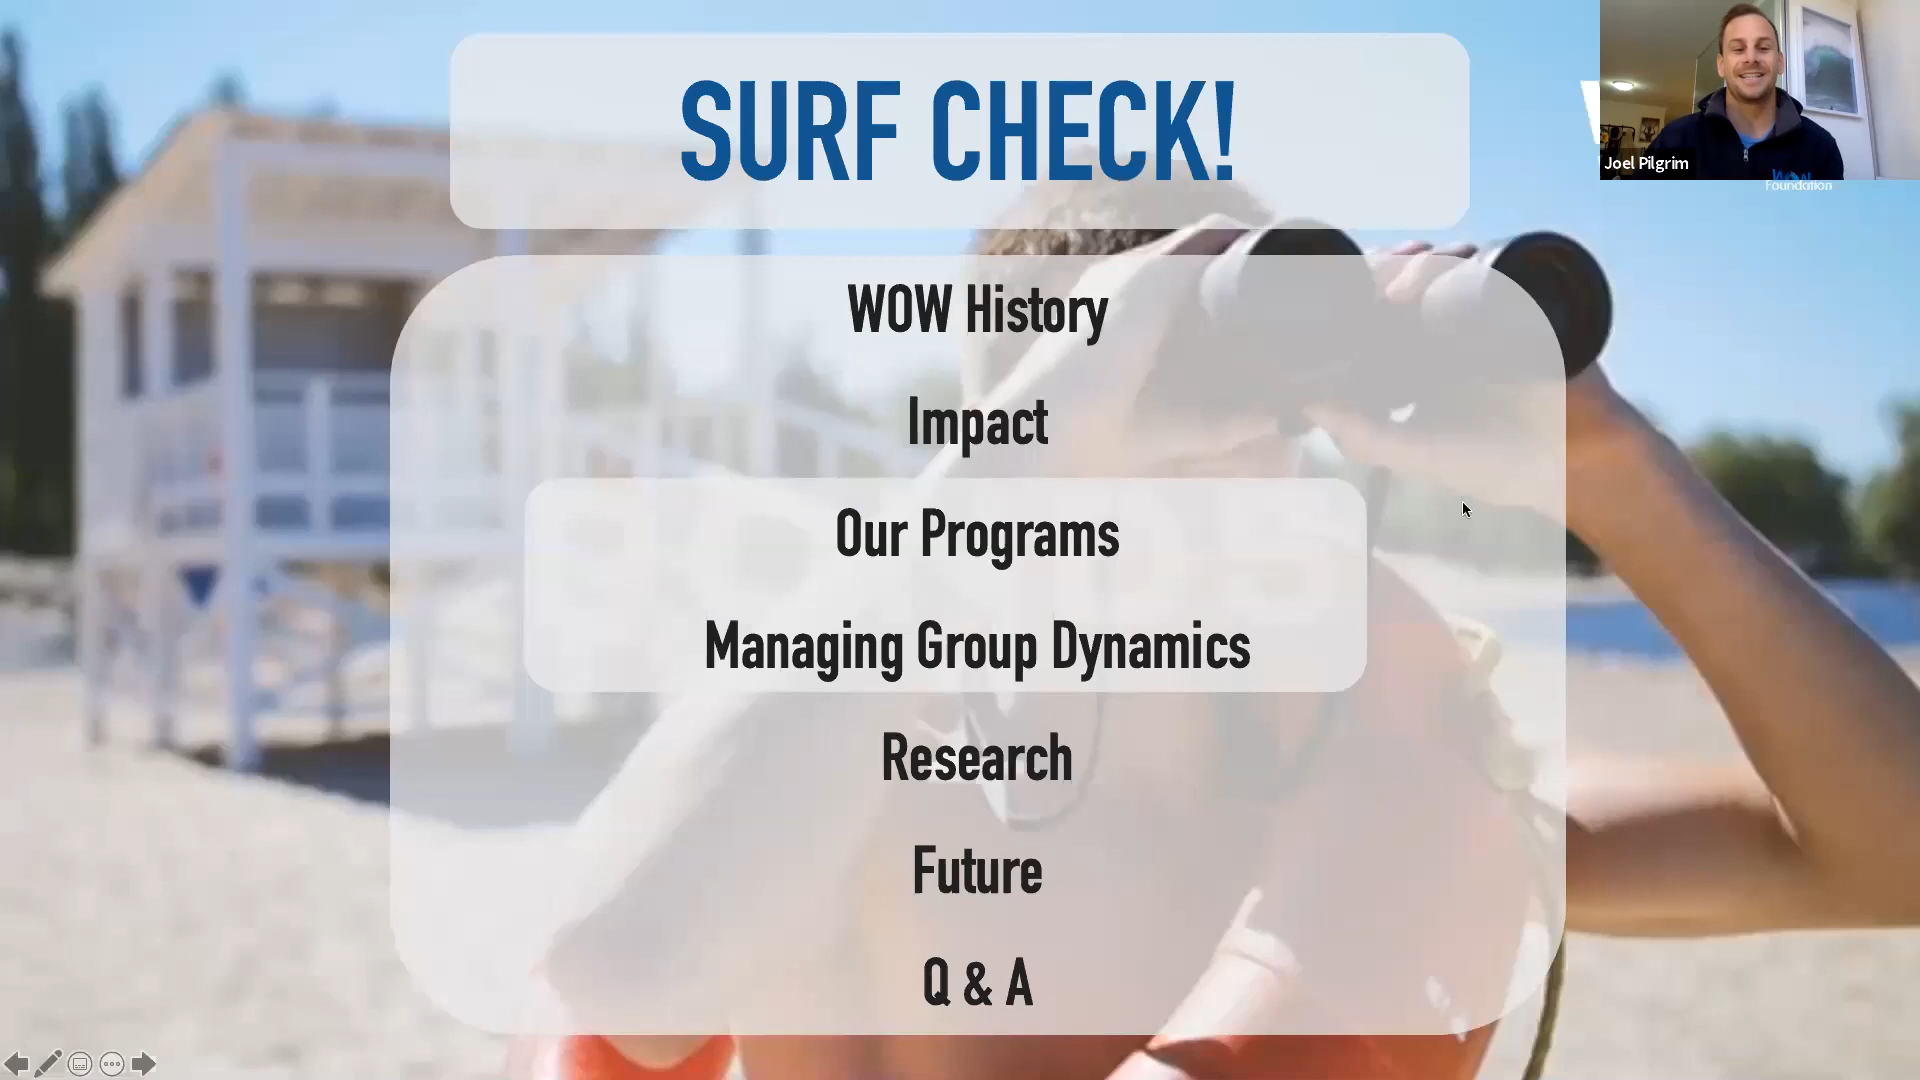 SURF CHECK!
Joel Pilgrim
Foundation
WOW History
Impact
Our Programs
Managing Group Dynamics
Research
Future
Q & A